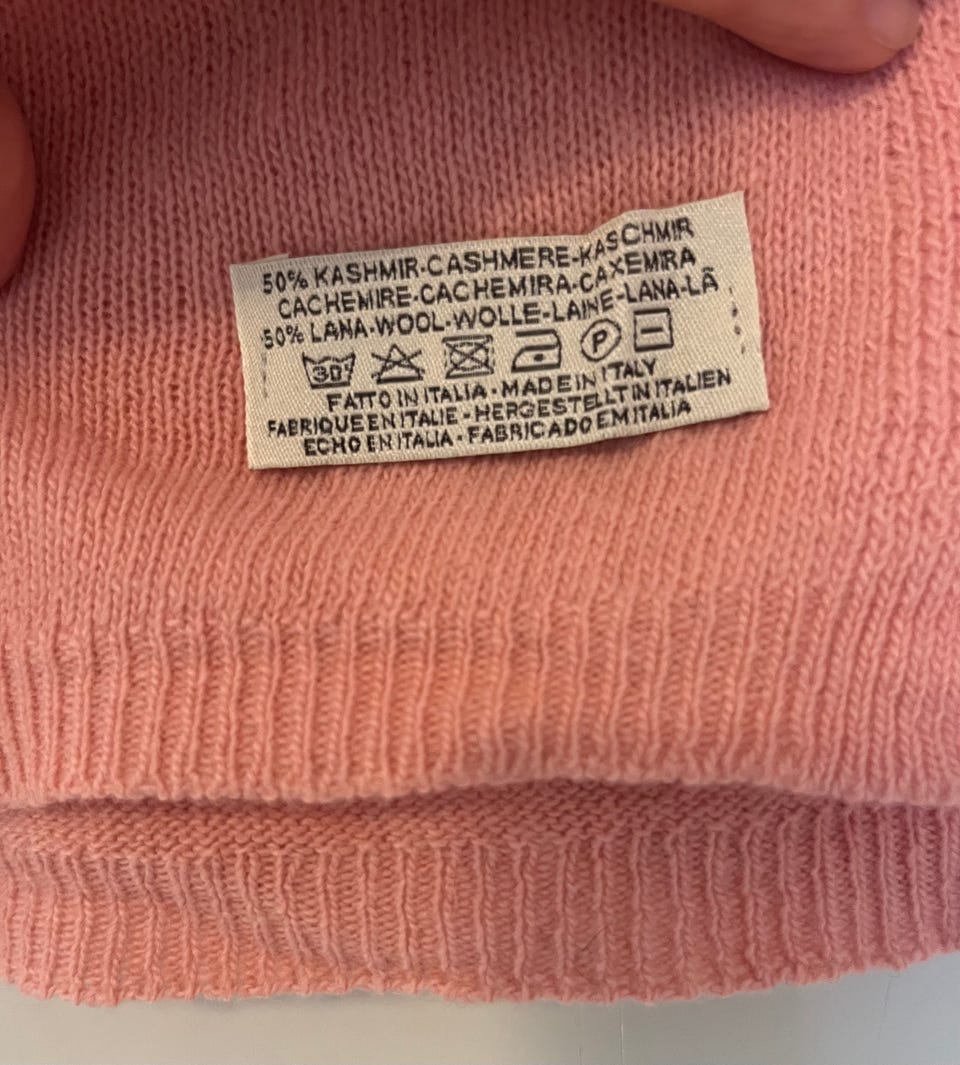 50% KASHMIR-CASHMERE-KASCHMIR
CACHEMIRE-CACHEMIRA-CAXEMIRA
50% LANA-WOOL-WOLLE-LAINE-LANA-LÃ
30° P
FATTO IN ITALIA - MADE IN ITALY
FABRIQUE EN ITALIE - HERGESTELLT IN ITALIEN
ECHO EN ITALIA - FABRICADO EM ITALIA